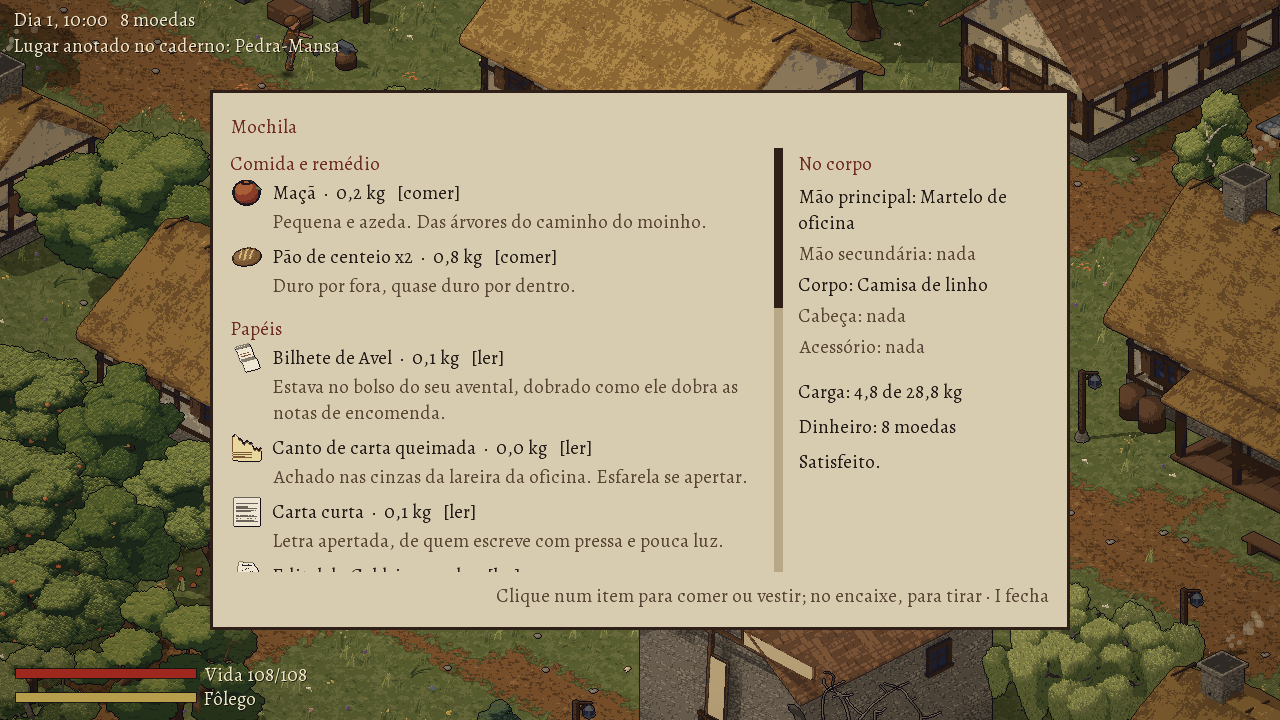 Dia 1, 10:00 8 moedas
Lugar anotado no caderno: Pedra-Mansa
Mochila
Comida e remédio
Maçã · 0,2 kg [comer]
Pequena e azeda. Das árvores do caminho do moinho.
Pão de centeio x2 · 0,8 kg [comer]
Duro por fora, quase duro por dentro.
Papéis
Bilhete de Avel · 0,1 kg [ler]
Estava no bolso do seu avental, dobrado como ele dobra as
notas de encomenda.
Canto de carta queimada · 0,0 kg [ler]
Achado nas cinzas da lareira da oficina. Esfarela se apertar.
Carta curta · 0,1 kg [ler]
Letra apertada, de quem escreve com pressa e pouca luz.
No corpo
Mão principal: Martelo de
oficina
Mão secundária: nada
Corpo: Camisa de linho
Cabeça: nada
Acessório: nada
Carga: 4,8 de 28,8 kg
Dinheiro: 8 moedas
Satisfeito.
Clique num item para comer ou vestir; no encaixe, para tirar · I fecha
Vida 108/108
Fôlego